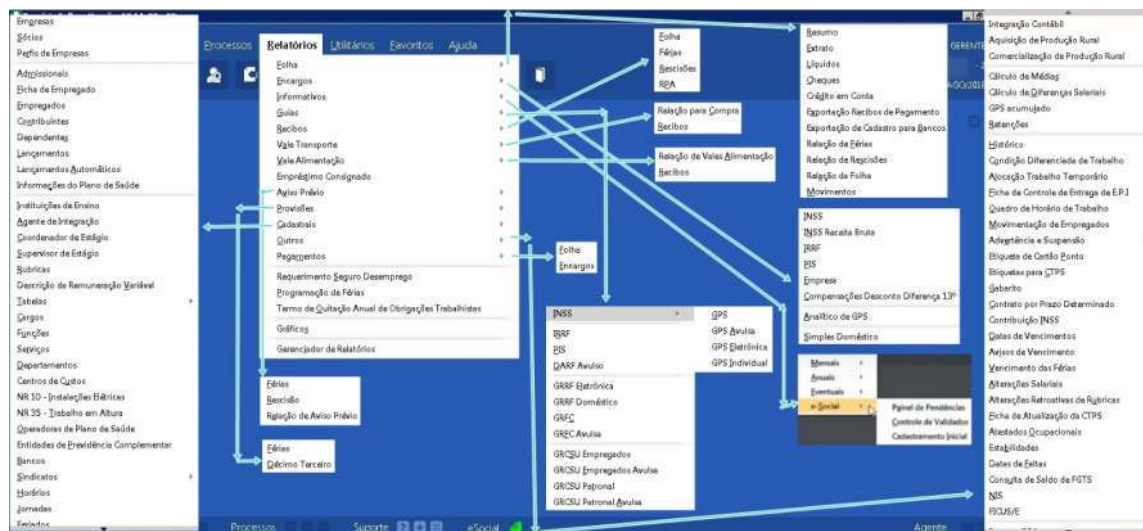 Empresas
Sócios
Perfis de Empresas
Admissionais
Ficha de Empregado
Empregados
Contribuintes
Dependentes
Lançamentos
Lançamentos Automáticos
Informações do Plano de Saúde
Instituições de Ensino
Agente de Integração
Coordenador de Estágio
Supervisor de Estágio
Rubricas
Descrição da Remuneração Variável
Tabelas
Cargos
Funções
Serviços
Departamentos
Centros de Custos
NR 10 - Instalações Elétricas
NR 35 - Trabalho em Altura
Operadoras de Plano de Saúde
Entidades de Previdência Complementar
Bancos
Sindicatos
Horários
Jornadas
Feriados
Processos Relatórios Utilitários Favoritos Ajuda
Folha
Encargos
Informativos
Guias
Recibos
Vale Transporte
Vale Alimentação
Empréstimo Consignado
Aviso Prévio
Provisões
Cadastrais
Outros
Pagamentos
Requerimento Seguro Desemprego
Programação de Férias
Termo de Quitação Anual de Obrigações Trabalhistas
Gráficos
Gerenciador de Relatórios
Férias
Rescisão
Relação de Aviso Prévio
Férias
Décimo Terceiro
Folha
Férias
Rescisões
RPA
Relação para Compra
Recibos
Relação de Vales Alimentação
Recibos
Folha
Encargos
INSS
IRRF
PIS
DARF Avulso
GRRF Eletrônica
GRRF Doméstico
GRFC
GRFC Avulsa
GRCSU Empregados
GRCSU Empregados Avulsa
GRCSU Patronal
GRCSU Patronal Avulsa
GPS
GPS Avulsa
GPS Eletrônica
GPS Individual
Resumo
Extrato
Líquidos
Cheques
Crédito em Conta
Exportação Recibos de Pagamento
Exportação de Cadastro para Bancos
Relação de Férias
Relação de Rescisões
Relação da Folha
Movimentos
INSS
INSS Receita Bruta
IRRF
PIS
Empresa
Compensações Desconto Diferença 13º
Analítico de GPS
Simples Doméstico
Mensais
Anuais
Eventuais
e-Social
Painel de Pendências
Controle de Validados
Cadastramento Inicial
GERENTE
AGO/201
Integração Contábil
Aquisição de Produção Rural
Comercialização de Produção Rural
Cálculo de Médias
Cálculo de Diferenças Salariais
GPS acumulado
Retenções
Histórico
Condição Diferenciada de Trabalho
Alocação Trabalho Temporário
Ficha de Controle de Entrega de E.P.I
Quadro de Horário de Trabalho
Movimentação de Empregados
Advertência e Suspensão
Etiqueta de Cartão Ponto
Etiquetas para CTPS
Gabarito
Contrato por Prazo Determinado
Contribuição INSS
Datas de Vencimentos
Avisos de Vencimento
Vencimento das Férias
Alterações Salariais
Alterações Retroativas de Rubricas
Ficha de Atualização da CTPS
Atestados Ocupacionais
Estabilidades
Datas de Faltas
Consulta de Saldo de FGTS
NIS
FICUS/E
Processos Suporte eSocial Agente